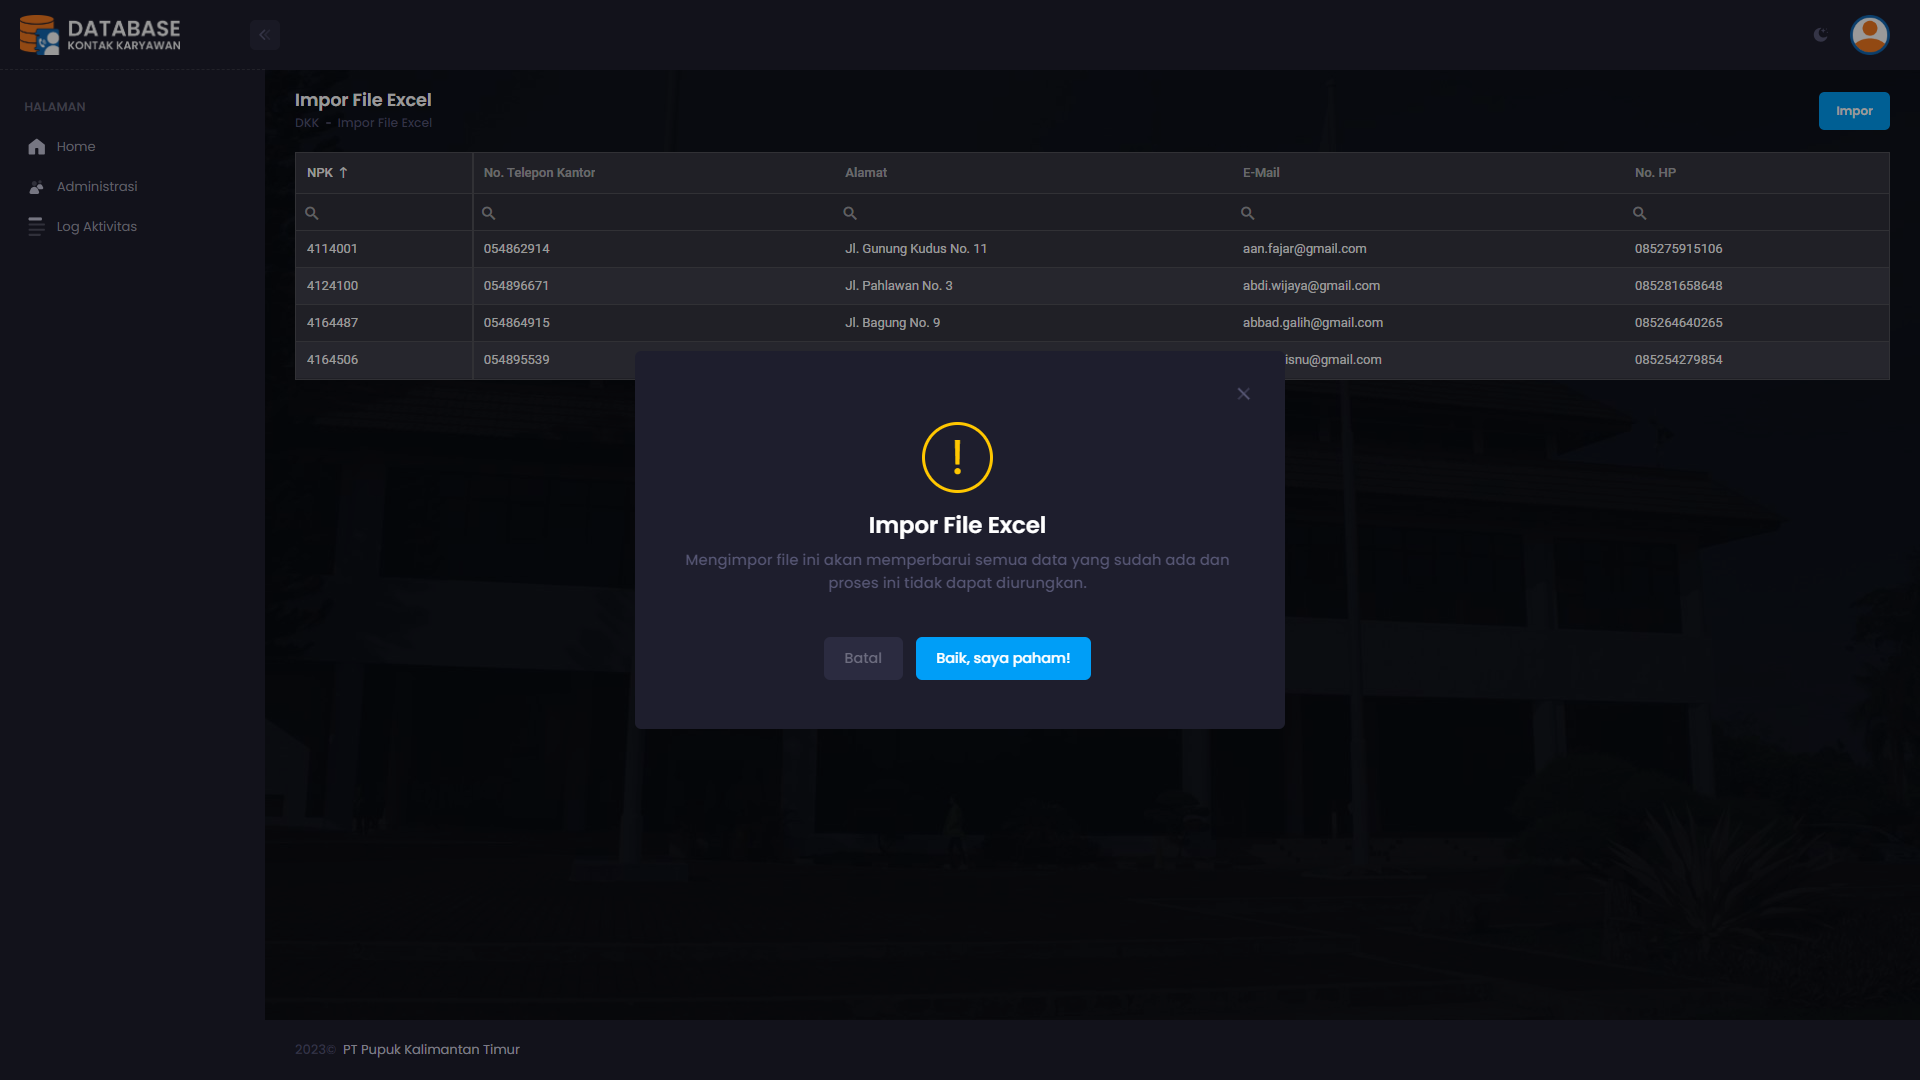 DATABASE
KONTAK KARYAWAN
HALAMAN
Home
Administrasi
Log Aktivitas
Impor File Excel
DKK - Impor File Excel
Impor
NPK ↑ No. Telepon Kantor Alamat E-Mail No. HP
4114001 054862914 Jl. Gunung Kudus No. 11 aan.fajar@gmail.com 085275915106
4124100 054896671 Jl. Pahlawan No. 3 abdi.wijaya@gmail.com 085281658648
4164487 054864915 Jl. Bagung No. 9 abbad.galih@gmail.com 085264640265
4164506 054895539 isnu@gmail.com 085254279854
!
Impor File Excel
Mengimpor file ini akan memperbarui semua data yang sudah ada dan
proses ini tidak dapat diurungkan.
Batal
Baik, saya paham!
2023© PT Pupuk Kalimantan Timur